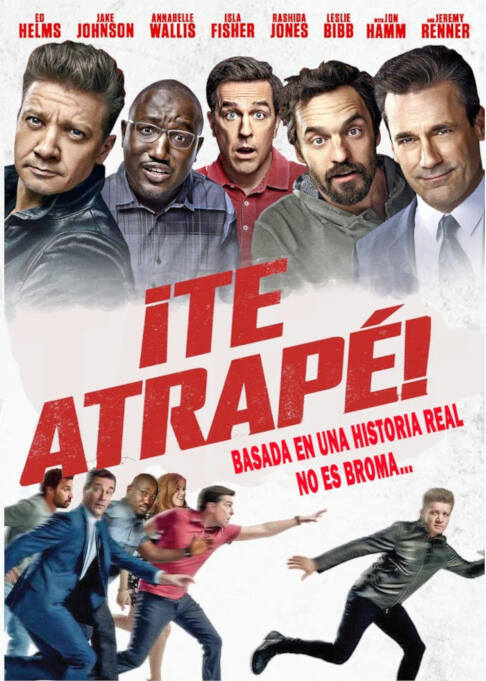 ED HELMS JAKE JOHNSON ANNABELLE WALLIS ISLA FISHER RASHIDA JONES LESLIE BIBB WITH JON HAMM AND JEREMY RENNER
¡TE
ATRAPÉ!
BASADA EN UNA HISTORIA REAL
NO ES BROMA...